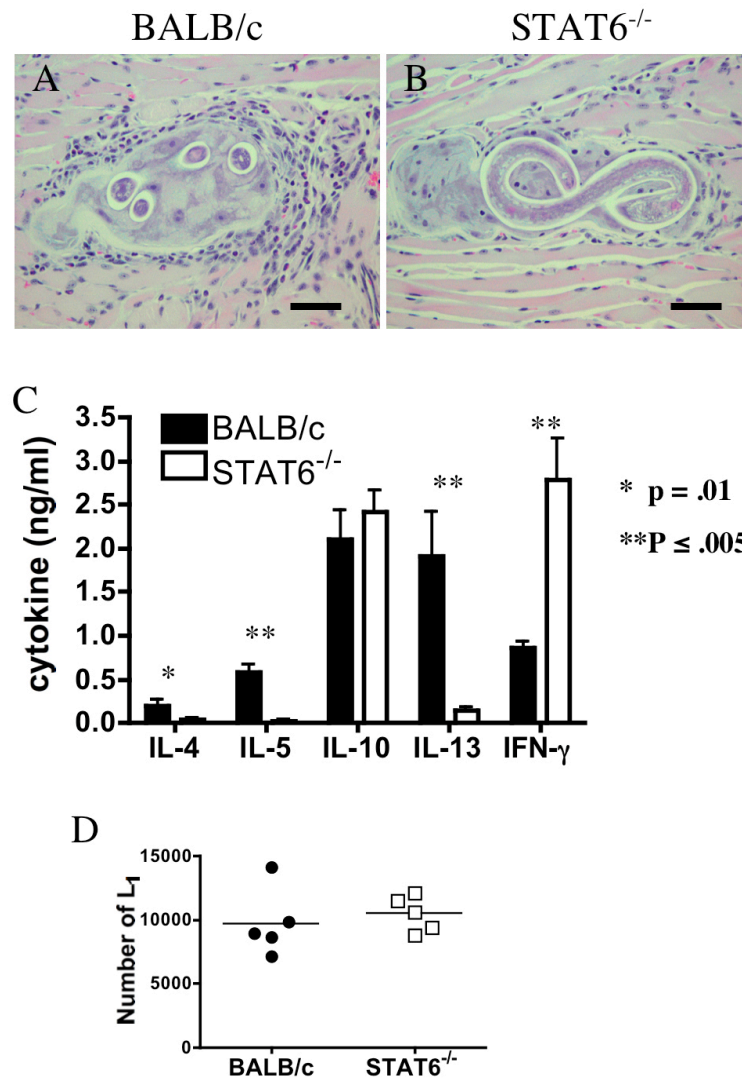 BALB/c STAT6-/-
A B
C
3.5
3.0
2.5
2.0
1.5
1.0
0.5
0.0
cytokine (ng/ml)
BALB/c
STAT6-/-
* ** ** **
* p = .01
**P ≤ .005
IL-4 IL-5 IL-10 IL-13 IFN-γ
D
15000
10000
5000
0
Number of L1
BALB/c STAT6-/-